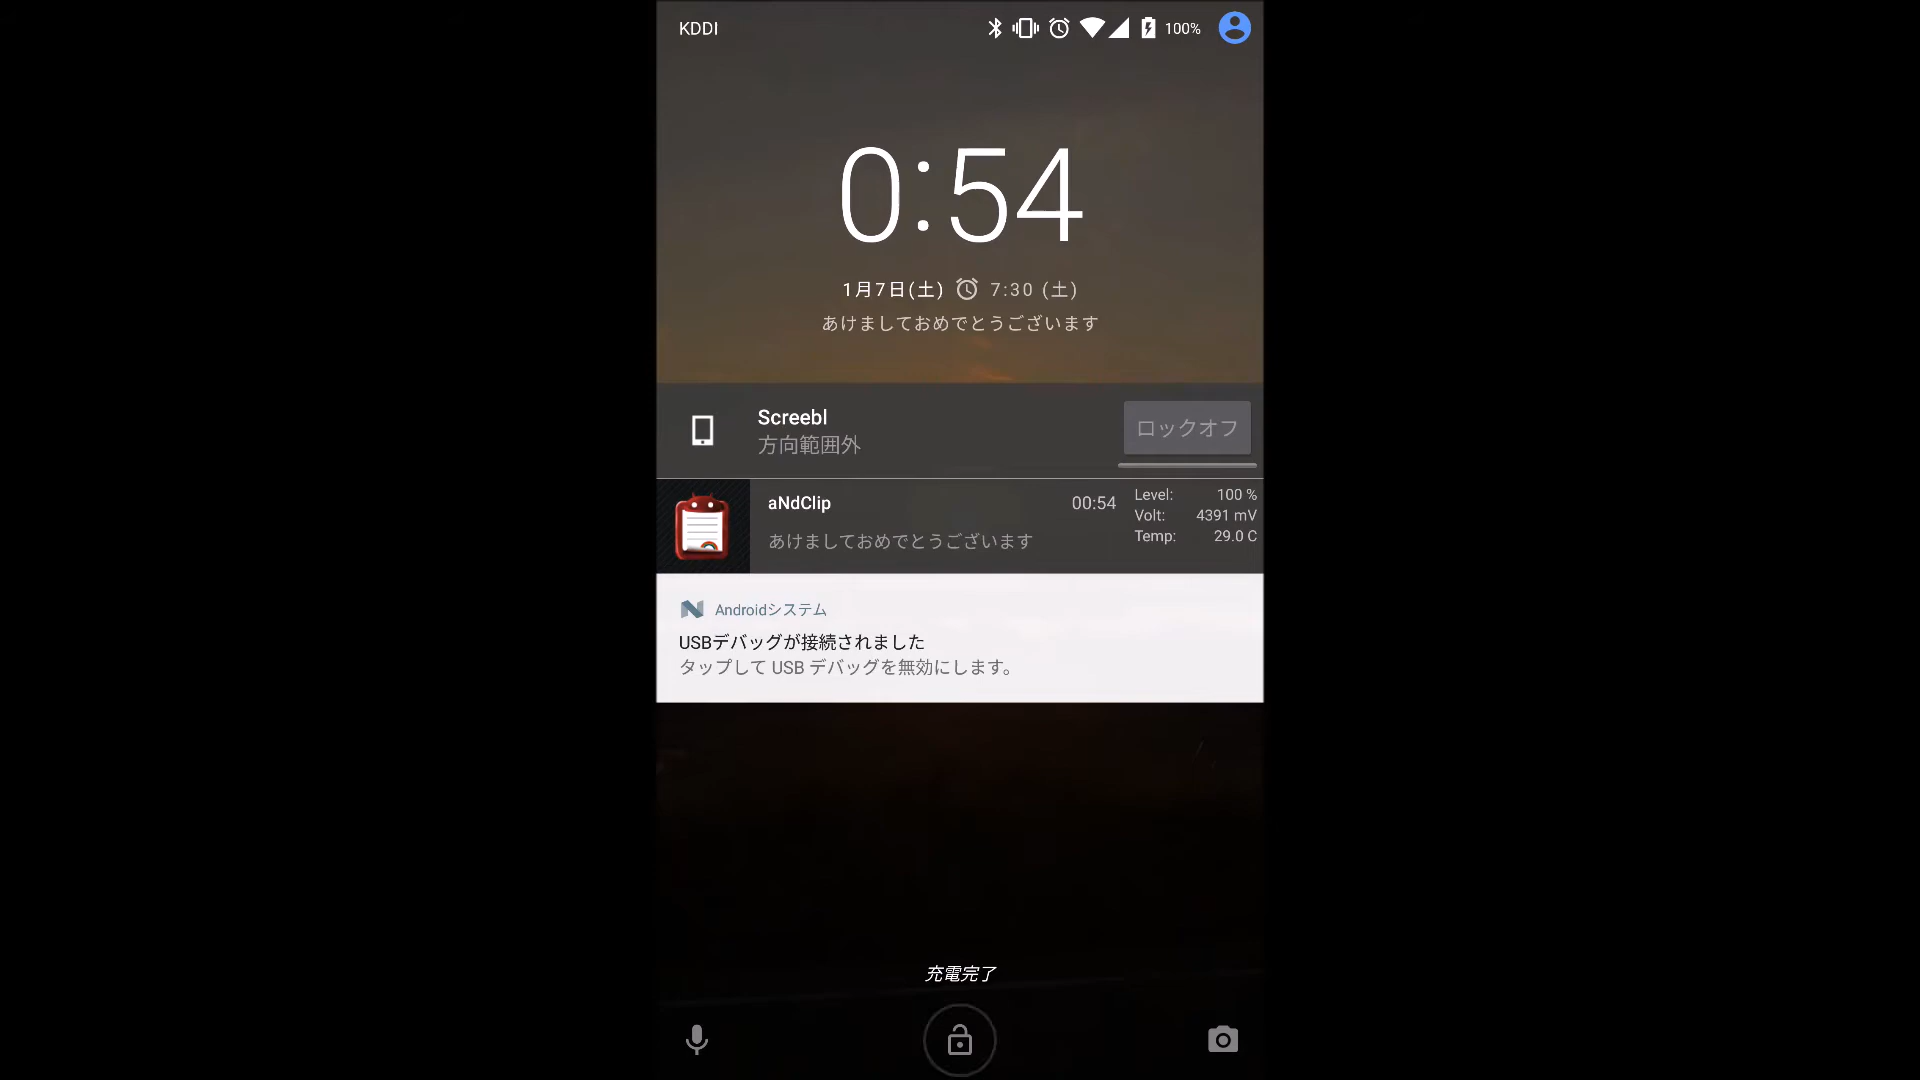 KDDI
100%
0:54
1月7日(土) 7:30 (土)
あけましておめでとうございます
Screebl
方向範囲外
ロックオフ
aNdClip 00:54
あけましておめでとうございます
Level: 100 %
Volt: 4391 mV
Temp: 29.0 C
Androidシステム
USBデバッグが接続されました
タップして USB デバッグを無効にします。
充電完了